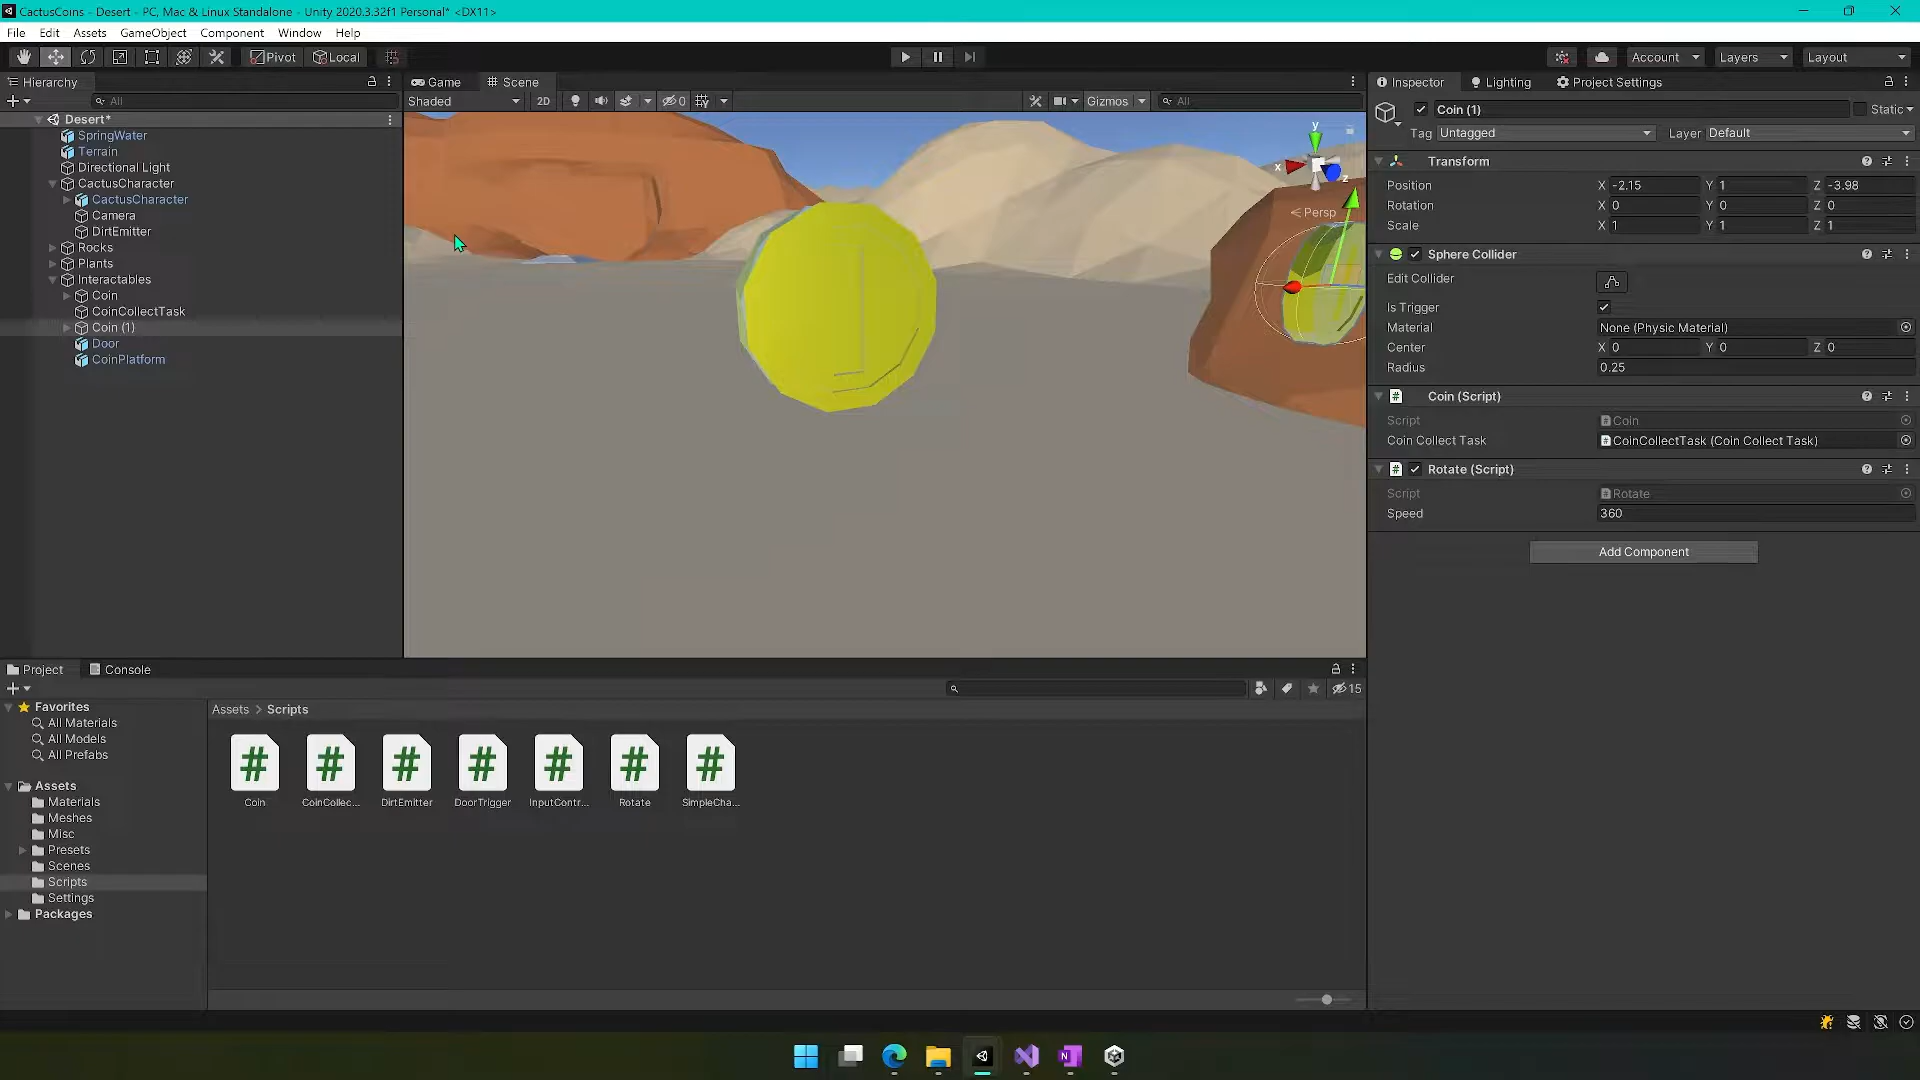 CactusCoins - Desert - PC, Mac & Linux Standalone - Unity 2020.3.32f1 Personal* <DX11>
File Edit Assets GameObject Component Window Help
Pivot Local Account Layers Layout
Hierarchy
All
Desert*
SpringWater
Terrain
Directional Light
CactusCharacter
CactusCharacter
Camera
DirtEmitter
Rocks
Plants
Interactables
Coin
CoinCollectTask
Coin (1)
Door
CoinPlatform
Game Scene
Shaded 2D 0 Gizmos All
y
x
z
< Persp
Inspector Lighting Project Settings
Coin (1) Static
Tag Untagged Layer Default
Transform
Position X -2.15 Y 1 Z -3.98
Rotation X 0 Y 0 Z 0
Scale X 1 Y 1 Z 1
Sphere Collider
Edit Collider
Is Trigger
Material None (Physic Material)
Center X 0 Y 0 Z 0
Radius 0.25
Coin (Script)
Script Coin
Coin Collect Task CoinCollectTask (Coin Collect Task)
Rotate (Script)
Script Rotate
Speed 360
Add Component
Project Console
15
Favorites
All Materials
All Models
All Prefabs
Assets
Materials
Meshes
Misc
Presets
Scenes
Scripts
Settings
Packages
Assets > Scripts
Coin CoinCollec... DirtEmitter DoorTrigger InputContr... Rotate SimpleCha...